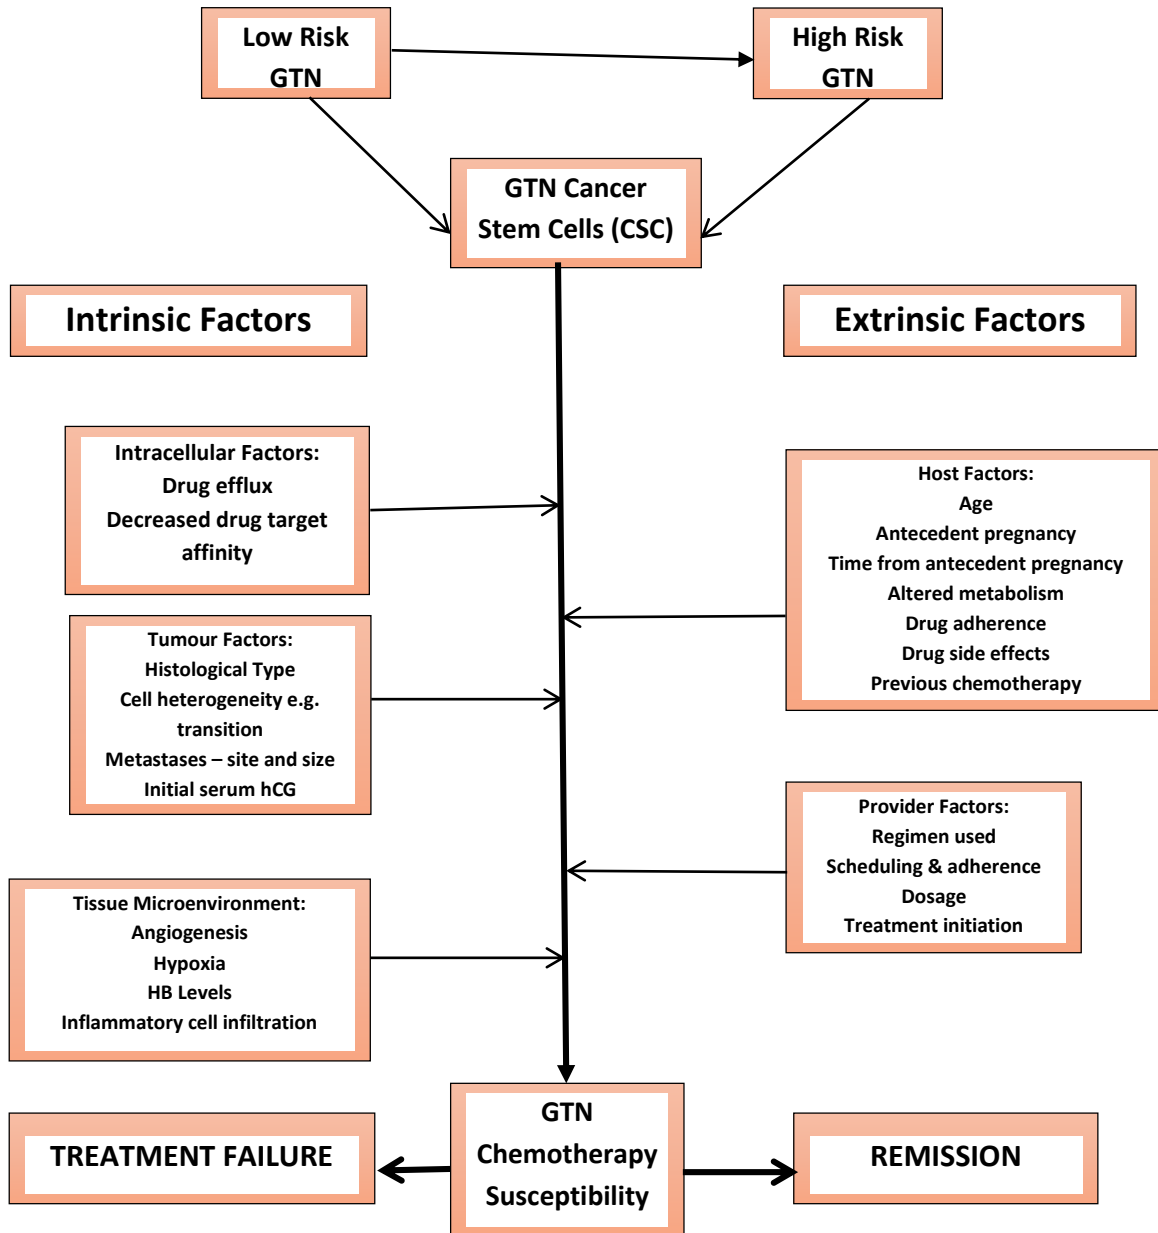 Low Risk
GTN
High Risk
GTN
GTN Cancer
Stem Cells (CSC)
Intrinsic Factors
Extrinsic Factors
Intracellular Factors:
Drug efflux
Decreased drug target
affinity
Host Factors:
Age
Antecedent pregnancy
Time from antecedent pregnancy
Altered metabolism
Drug adherence
Drug side effects
Previous chemotherapy
Tumour Factors:
Histological Type
Cell heterogeneity e.g.
transition
Metastases – site and size
Initial serum hCG
Provider Factors:
Regimen used
Scheduling & adherence
Dosage
Treatment initiation
Tissue Microenvironment:
Angiogenesis
Hypoxia
HB Levels
Inflammatory cell infiltration
GTN
Chemotherapy
Susceptibility
TREATMENT FAILURE
REMISSION